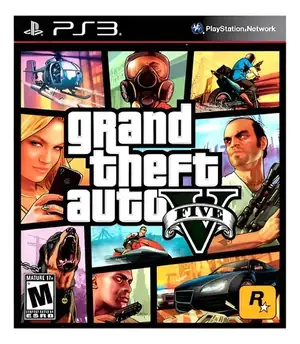 PS3
PlayStation®Network
grand
theft
auto
V
FIVE
MATURE 17+
M
ESRB
R★